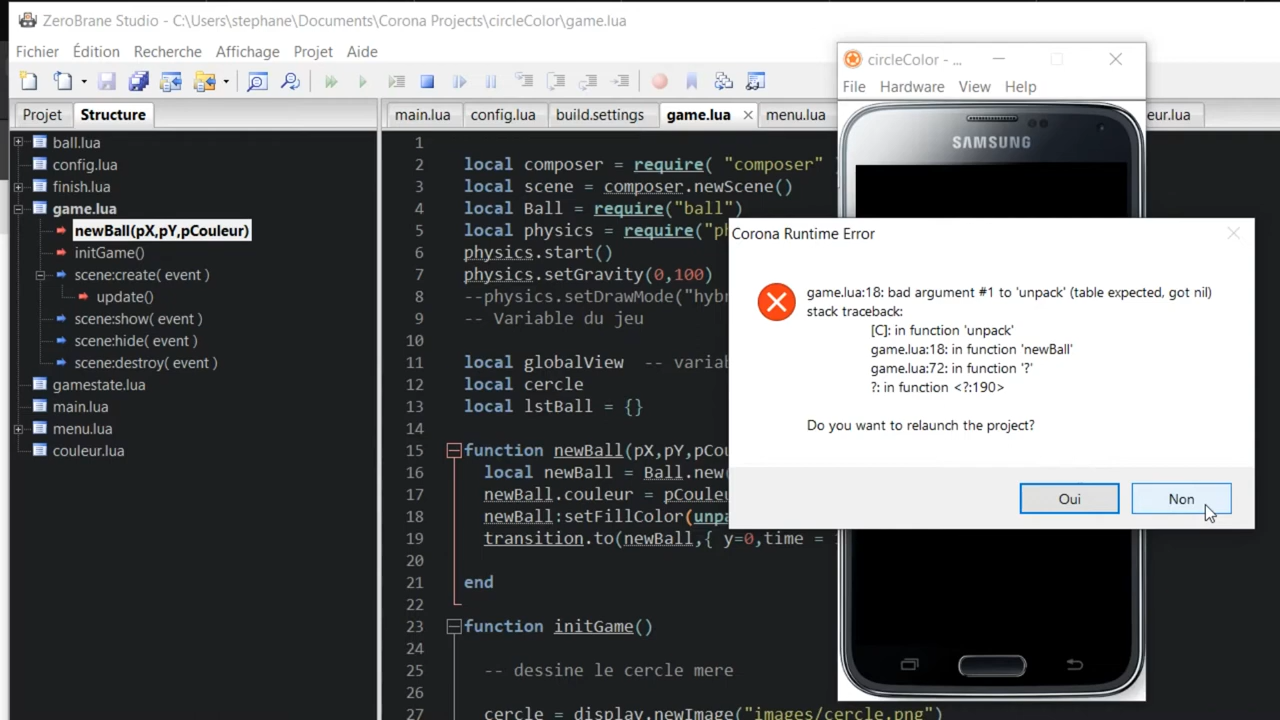 ZeroBrane Studio - C:\Users\stephane\Documents\Corona Projects\circleColor\game.lua
Fichier Édition Recherche Affichage Projet Aide
Projet Structure
ball.lua
config.lua
finish.lua
game.lua
newBall(pX,pY,pCouleur)
initGame()
scene:create( event )
update()
scene:show( event )
scene:hide( event )
scene:destroy( event )
gamestate.lua
main.lua
menu.lua
couleur.lua
main.lua config.lua build.settings game.lua menu.lua eur.lua
1
2 local composer = require( "composer"
3 local scene = composer.newScene()
4 local Ball = require("ball")
5 local physics = require("ph
6 physics.start()
7 physics.setGravity(0,100)
8 --physics.setDrawMode("hybr
9 -- Variable du jeu
10
11 local globalView -- varia
12 local cercle
13 local lstBall = {}
14
15 function newBall(pX,pY,pCou
16 local newBall = Ball.new
17 newBall.couleur = pCouleu
18 newBall:setFillColor(unpa
19 transition.to(newBall,{ y=0,time =
20
21 end
22
23 function initGame()
24
25 -- dessine le cercle mere
26
27 cercle = display.newImage("images/cercle.png")
circleColor - ...
File Hardware View Help
SAMSUNG
Corona Runtime Error
game.lua:18: bad argument #1 to 'unpack' (table expected, got nil)
stack traceback:
[C]: in function 'unpack'
game.lua:18: in function 'newBall'
game.lua:72: in function '?'
?: in function <?:190>
Do you want to relaunch the project?
Oui Non